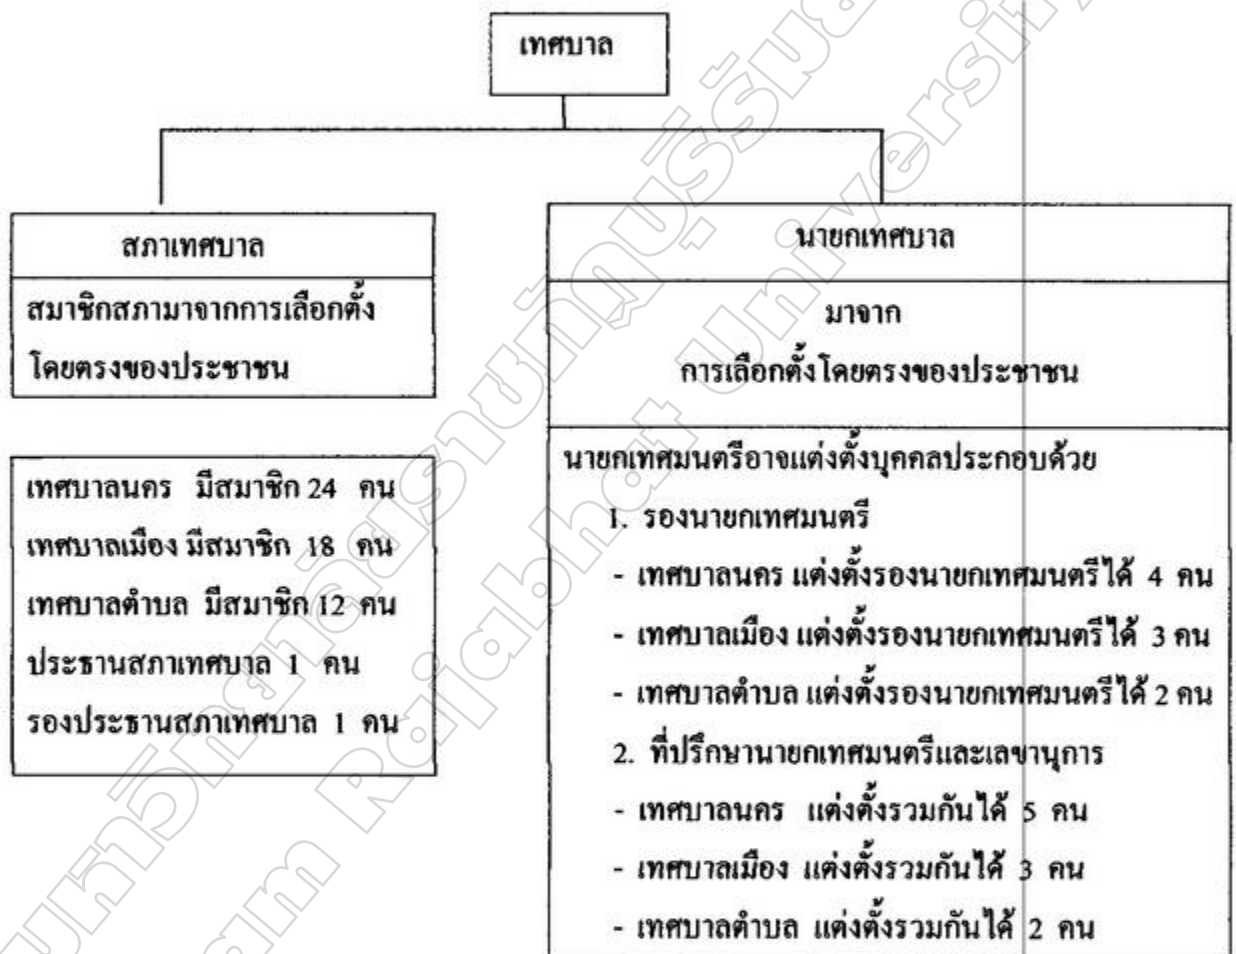 เทศบาล
สภาเทศบาล
สมาชิกสภามาจากการเลือกตั้ง
โดยตรงของประชาชน
เทศบาลนคร มีสมาชิก 24 คน
เทศบาลเมือง มีสมาชิก 18 คน
เทศบาลตำบล มีสมาชิก 12 คน
ประธานสภาเทศบาล 1 คน
รองประธานสภาเทศบาล 1 คน
นายกเทศบาล
มาจาก
การเลือกตั้งโดยตรงของประชาชน
นายกเทศมนตรีอาจแต่งตั้งบุคคลประกอบด้วย
1. รองนายกเทศมนตรี
- เทศบาลนคร แต่งตั้งรองนายกเทศมนตรีได้ 4 คน
- เทศบาลเมือง แต่งตั้งรองนายกเทศมนตรีได้ 3 คน
- เทศบาลตำบล แต่งตั้งรองนายกเทศมนตรีได้ 2 คน
2. ที่ปรึกษานายกเทศมนตรีและเลขานุการ
- เทศบาลนคร แต่งตั้งรวมกันได้ 5 คน
- เทศบาลเมือง แต่งตั้งรวมกันได้ 3 คน
- เทศบาลตำบล แต่งตั้งรวมกันได้ 2 คน
Rajabhat University